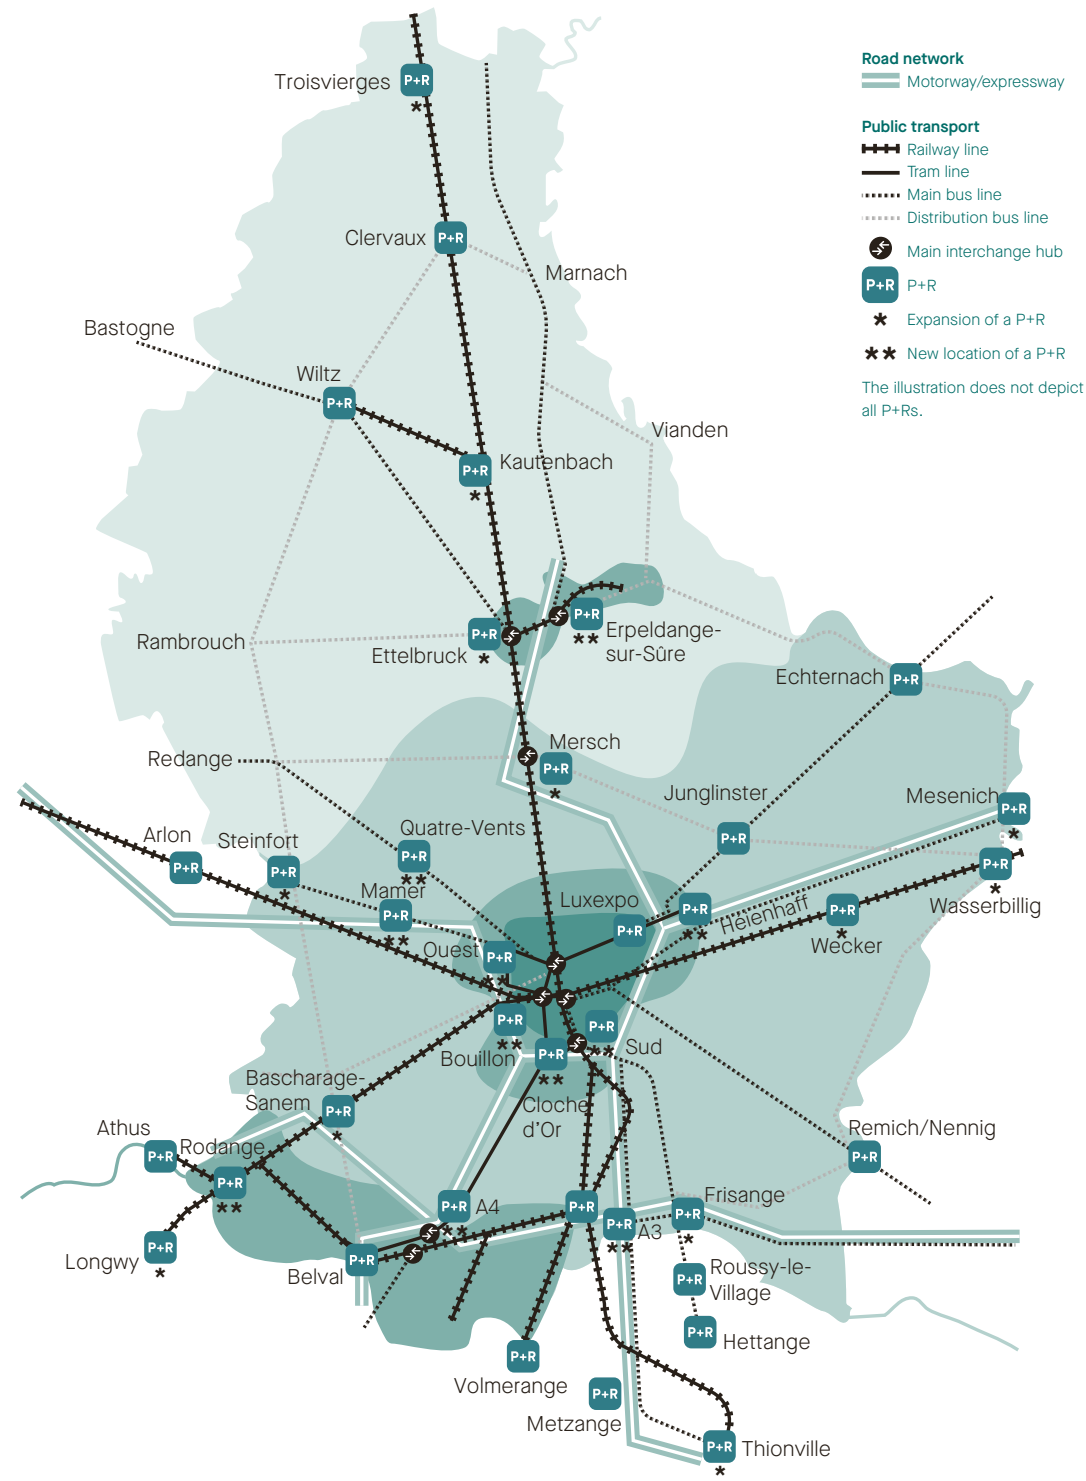 Road network
Motorway/expressway
Public transport
Railway line
Tram line
Main bus line
Distribution bus line
Main interchange hub
P+R P+R
* Expansion of a P+R
** New location of a P+R
The illustration does not depict
all P+Rs.
Troisvierges P+R
*
Clervaux P+R
Marnach
Bastogne
Wiltz
P+R
Vianden
P+R Kautenbach
*
Rambrouch
P+R
Ettelbruck *
P+R
** Erpeldange-
sur-Sûre
Echternach P+R
Redange
Mersch
P+R
*
Junglinster
P+R
Mesenich P+R
*
Arlon
P+R
Steinfort
P+R
*
Quatre-Vents
P+R
**
Mamer
P+R
**
Luxexpo
P+R
P+R
** Helenhaff
P+R
Wecker
*
P+R
*
Wasserbillig
Ouest P+R
**
P+R
Bouillon **
P+R
** Sud
P+R
**
Cloche
d'Or
Bascharage-
Sanem P+R
*
Athus
P+R
Rodange
P+R
**
Longwy P+R
*
Remich/Nennig
P+R
P+R A4
**
P+R
P+R
** A3
Frisange
P+R
*
Belval P+R
P+R Roussy-le-
Village
P+R Hettange
P+R
Volmerange
P+R
Metzange
P+R Thionville
*